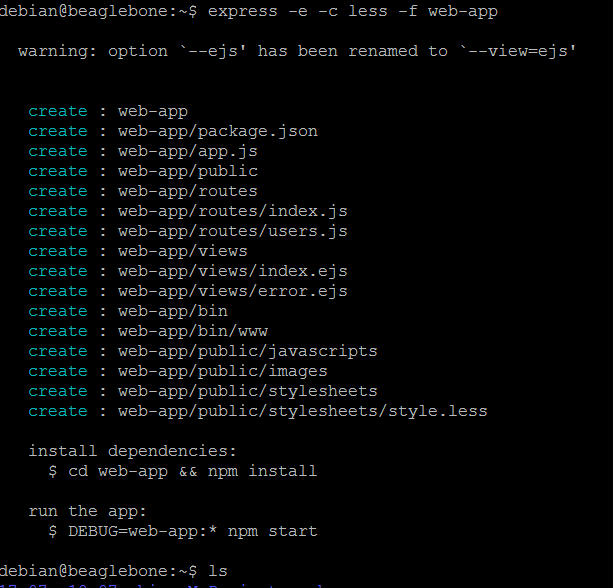 debian@beaglebone:~$ express -e -c less -f web-app
warning: option `--ejs' has been renamed to `--view=ejs'
create : web-app
create : web-app/package.json
create : web-app/app.js
create : web-app/public
create : web-app/routes
create : web-app/routes/index.js
create : web-app/routes/users.js
create : web-app/views
create : web-app/views/index.ejs
create : web-app/views/error.ejs
create : web-app/bin
create : web-app/bin/www
create : web-app/public/javascripts
create : web-app/public/images
create : web-app/public/stylesheets
create : web-app/public/stylesheets/style.less
install dependencies:
$ cd web-app && npm install
run the app:
$ DEBUG=web-app:* npm start
debian@beaglebone:~$ ls